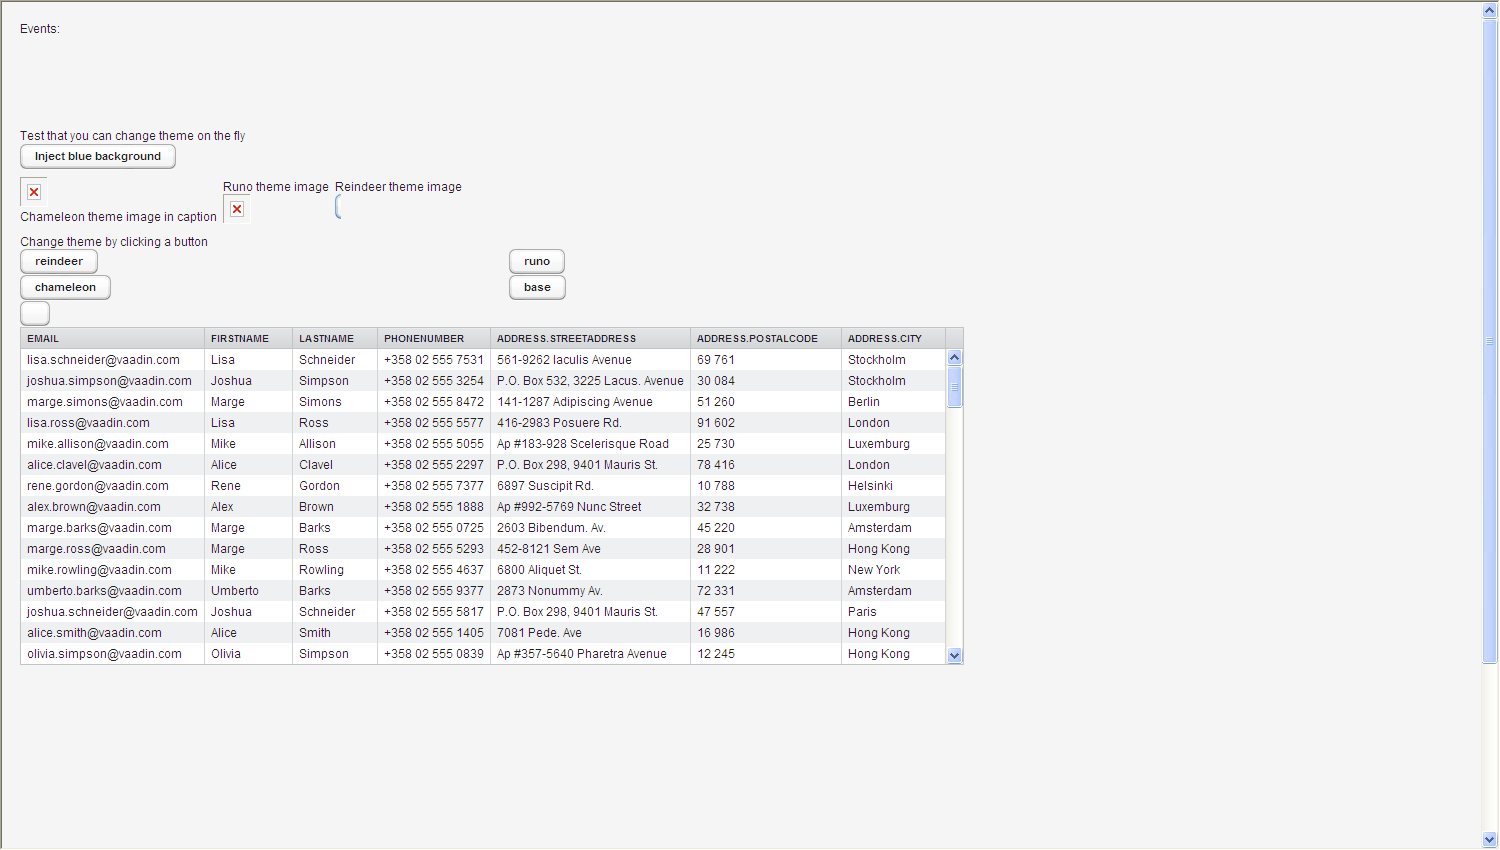 Events:
Test that you can change theme on the fly
Inject blue background
Runo theme image Reindeer theme image
Chameleon theme image in caption
Change theme by clicking a button
reindeer runo
chameleon base
EMAIL FIRSTNAME LASTNAME PHONENUMBER ADDRESS.STREETADDRESS ADDRESS.POSTALCODE ADDRESS.CITY
lisa.schneider@vaadin.com Lisa Schneider +358 02 555 7531 561-9262 Iaculis Avenue 69 761 Stockholm
joshua.simpson@vaadin.com Joshua Simpson +358 02 555 3254 P.O. Box 532, 3225 Lacus. Avenue 30 084 Stockholm
marge.simons@vaadin.com Marge Simons +358 02 555 8472 141-1287 Adipiscing Avenue 51 260 Berlin
lisa.ross@vaadin.com Lisa Ross +358 02 555 5577 416-2983 Posuere Rd. 91 602 London
mike.allison@vaadin.com Mike Allison +358 02 555 5055 Ap #183-928 Scelerisque Road 25 730 Luxemburg
alice.clavel@vaadin.com Alice Clavel +358 02 555 2297 P.O. Box 298, 9401 Mauris St. 78 416 London
rene.gordon@vaadin.com Rene Gordon +358 02 555 7377 6897 Suscipit Rd. 10 788 Helsinki
alex.brown@vaadin.com Alex Brown +358 02 555 1888 Ap #992-5769 Nunc Street 32 738 Luxemburg
marge.barks@vaadin.com Marge Barks +358 02 555 0725 2603 Bibendum. Av. 45 220 Amsterdam
marge.ross@vaadin.com Marge Ross +358 02 555 5293 452-8121 Sem Ave 28 901 Hong Kong
mike.rowling@vaadin.com Mike Rowling +358 02 555 4637 6800 Aliquet St. 11 222 New York
umberto.barks@vaadin.com Umberto Barks +358 02 555 9377 2873 Nonummy Av. 72 331 Amsterdam
joshua.schneider@vaadin.com Joshua Schneider +358 02 555 5817 P.O. Box 298, 9401 Mauris St. 47 557 Paris
alice.smith@vaadin.com Alice Smith +358 02 555 1405 7081 Pede. Ave 16 986 Hong Kong
olivia.simpson@vaadin.com Olivia Simpson +358 02 555 0839 Ap #357-5640 Pharetra Avenue 12 245 Hong Kong